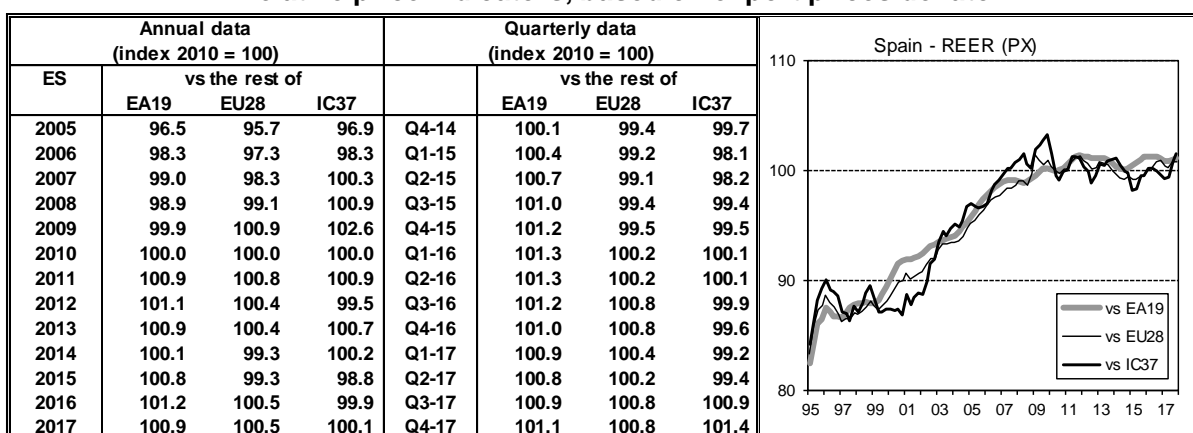 Annual data Quarterly data
(index 2010 = 100) (index 2010 = 100)
ES vs the rest of vs the rest of
EA19 EU28 IC37 EA19 EU28 IC37
2005 96.5 95.7 96.9 Q4-14 100.1 99.4 99.7
2006 98.3 97.3 98.3 Q1-15 100.4 99.2 98.1
2007 99.0 98.3 100.3 Q2-15 100.7 99.1 98.2
2008 98.9 99.1 100.9 Q3-15 101.0 99.4 99.4
2009 99.9 100.9 102.6 Q4-15 101.2 99.5 99.5
2010 100.0 100.0 100.0 Q1-16 101.3 100.2 100.1
2011 100.9 100.8 100.9 Q2-16 101.3 100.2 100.1
2012 101.1 100.4 99.5 Q3-16 101.2 100.8 99.9
2013 100.9 100.4 100.7 Q4-16 101.0 100.8 99.6
2014 100.1 99.3 100.2 Q1-17 100.9 100.4 99.2
2015 100.8 99.3 98.8 Q2-17 100.8 100.2 99.4
2016 101.2 100.5 99.9 Q3-17 100.9 100.8 100.9
2017 100.9 100.5 100.1 Q4-17 101.1 100.8 101.4
Spain - REER (PX)
110
100
90
80
vs EA19
vs EU28
vs IC37
95 97 99 01 03 05 07 09 11 13 15 17